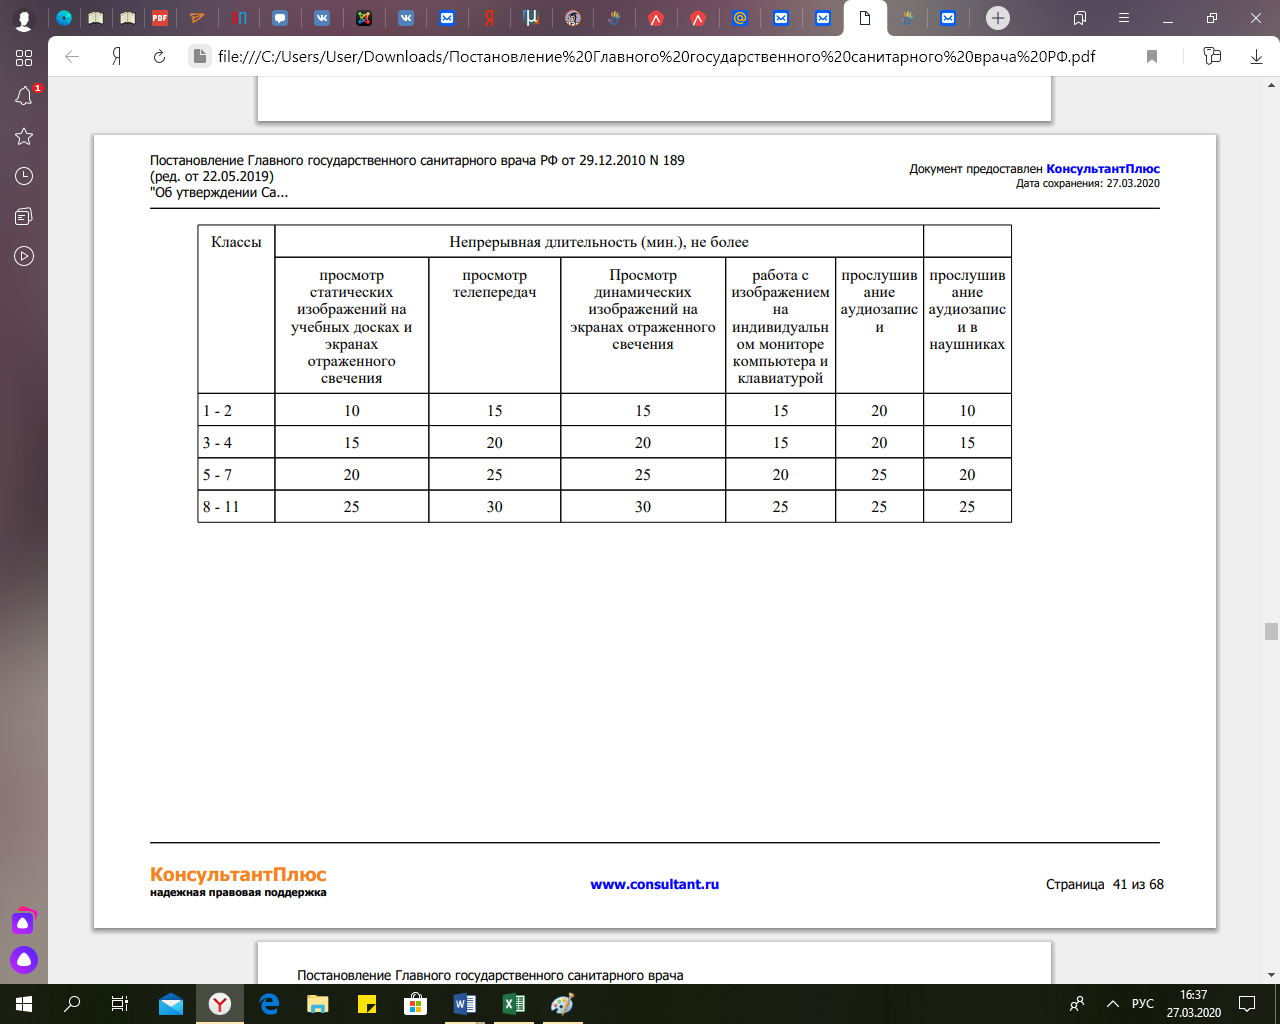 ЯП
1
Я
file:///C:/Users/User/Downloads/Постановление%20Главного%20государственного%20санитарного%20врача%20РФ.pdf
Постановление Главного государственного санитарного врача РФ от 29.12.2010 N 189
(ред. от 22.05.2019)
"Об утверждении Са...
Документ предоставлен КонсультантПлюс
Дата сохранения: 27.03.2020
Классы
Непрерывная длительность (мин.), не более
просмотр
статических
изображений на
учебных досках и
экранах
отраженного
свечения
просмотр
телепередач
Просмотр
динамических
изображений на
экранах отраженного
свечения
работа с
изображением
на
индивидуальн
ом мониторе
компьютера и
клавиатурой
прослушив
ание
аудиозапис
и
прослушив
ание
аудиозапис
и в
наушниках
1 - 2 10 15 15 15 20 10
3 - 4 15 20 20 15 20 15
5 - 7 20 25 25 20 25 20
8 - 11 25 30 30 25 25 25
КонсультантПлюс
надежная правовая поддержка
www.consultant.ru
Страница 41 из 68
Постановление Главного государственного санитарного врача
РУС
16:37
27.03.2020